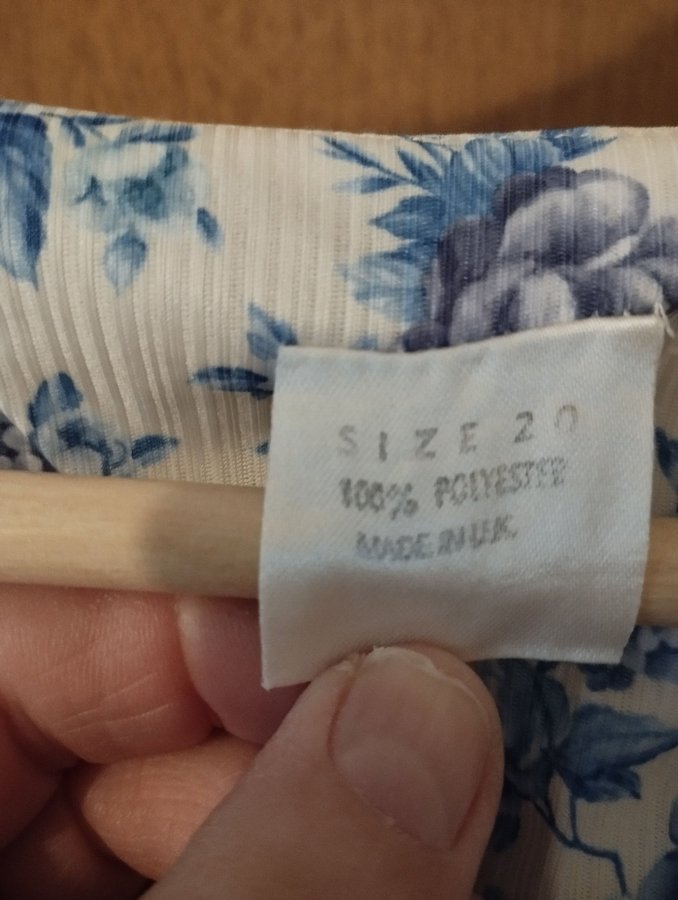 SIZE 20
100% POLYESTER
MADE IN U.K.